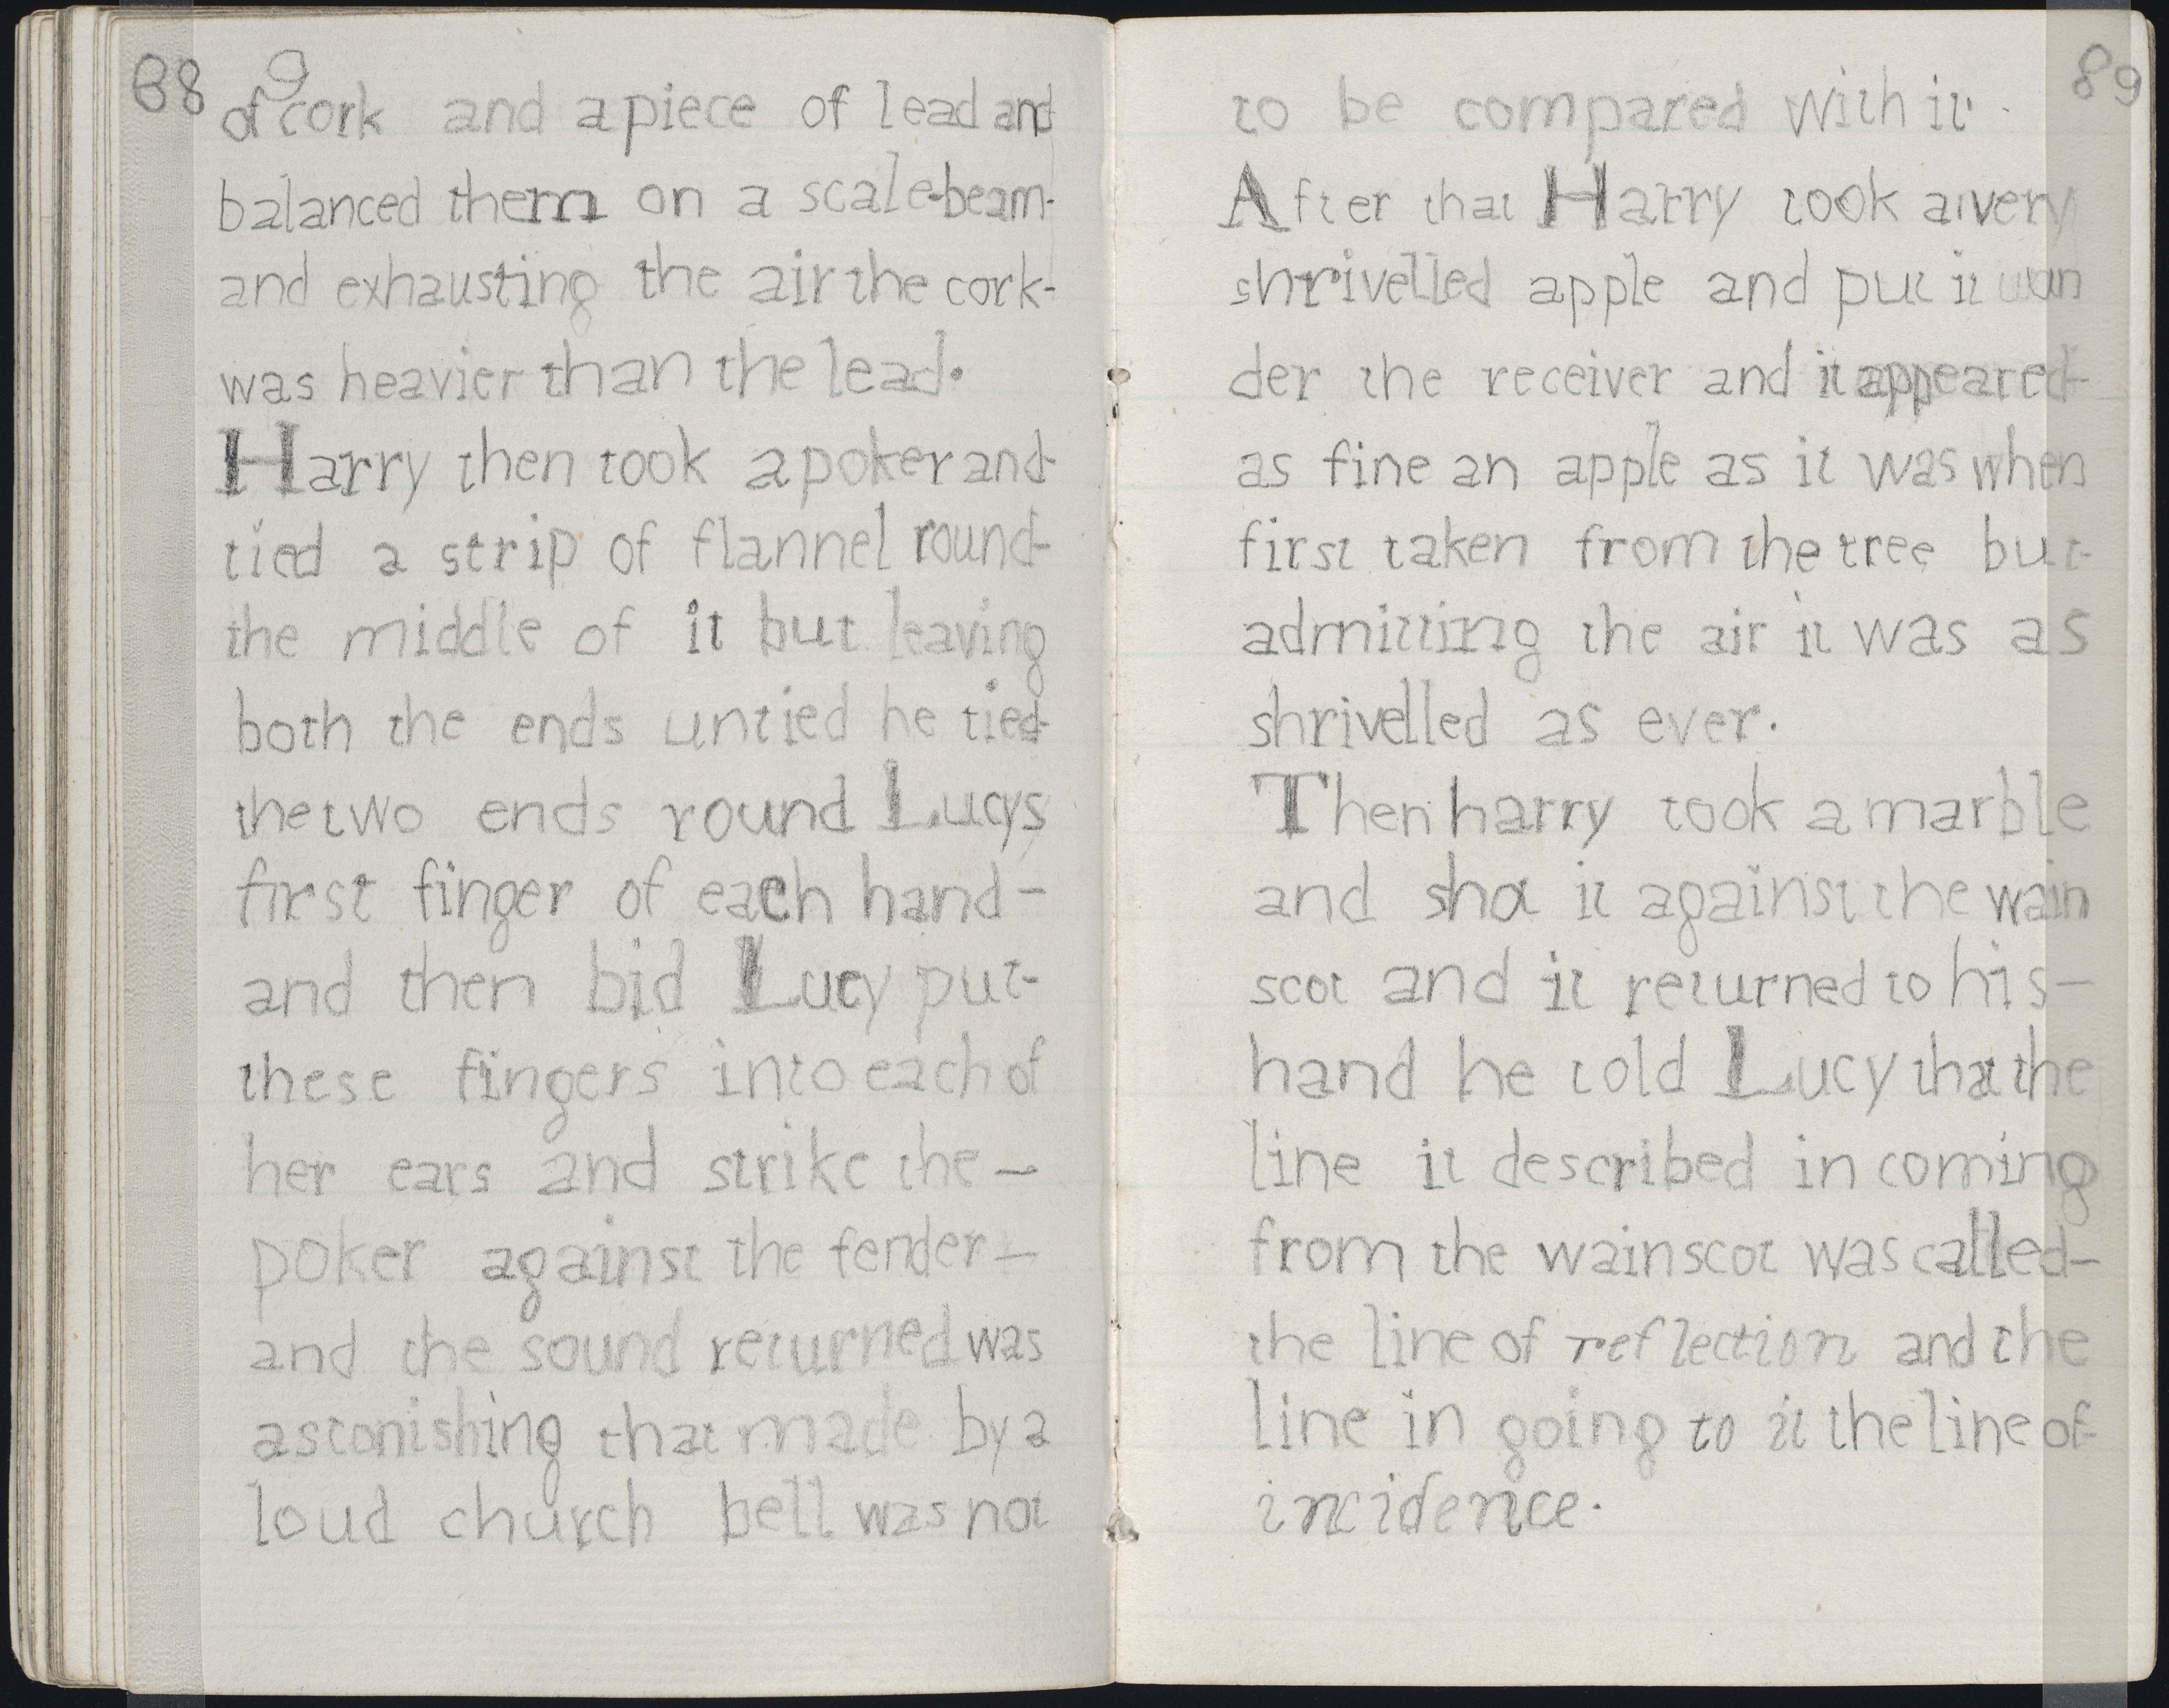 88
of cork and a piece of lead and
balanced them on a scale-beam-
and exhausting the air the cork-
was heavier than the lead.
Harry then took a poker and-
tied a strip of flannel round-
the middle of it but leaving
both the ends untied he tied-
the two ends round Lucys
first finger of each hand-
and then bid Lucy put-
these fingers into each of
her ears and strike the-
poker against the fender-
and the sound returned was
astonishing that made by a
loud church bell was not
89
to be compared with it.
After that Harry took a very
shrivelled apple and put it un
der the receiver and it appeared-
as fine an apple as it was when
first taken from the tree but-
admitting the air it was as
shrivelled as ever.
Then harry took a marble
and shot it against the wain
scot and it returned to his-
hand he told Lucy that the
line it described in coming
from the wainscot was called-
the line of reflection and the
line in going to it the line of-
incidence.